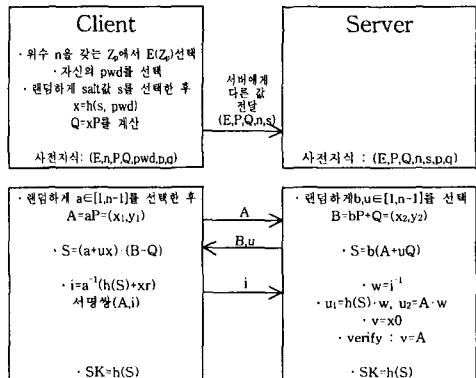 Client
· 위수 n을 갖는 Zp에서 E(Zp)선택
· 자신의 pwd를 선택
· 랜덤하게 salt값 s를 선택한 후
x=h(s, pwd)
Q=xP를 계산
사전지식 : (E,n,P,Q,pwd,p,q)
서버에게
다른 값
전달
(E,P,Q,n,s)
Server
사전지식 : (E,P,Q,n,s,p,q)
· 랜덤하게 a∈[1,n-1]를 선택한 후
A=aP=(x₁,y₁)
· S=(a+ux)·(B-Q)
· i=a⁻¹(h(S)+xr)
서명쌍(A,i)
· SK=h(S)
A
B,u
i
· 랜덤하게b,u∈[1,n-1]를 선택
B=bP+Q=(x₂,y₂)
· S=b(A+uQ)
· w=i⁻¹
· u₁=h(S)·w, u₂=A·w
· v=x0
· verify : v=A
· SK=h(S)